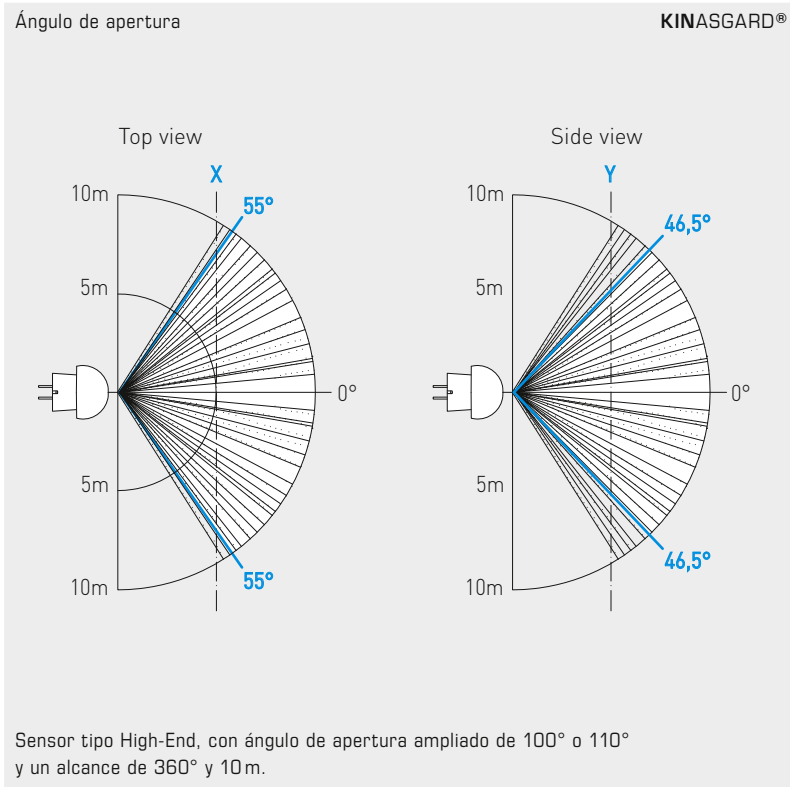 Ángulo de apertura
KINASGARD®
Top view
X
10m
55°
5m
0°
5m
10m
55°
Side view
Y
10m
46,5°
5m
0°
5m
10m
46,5°
Sensor tipo High-End, con ángulo de apertura ampliado de 100° o 110°
y un alcance de 360° y 10 m.